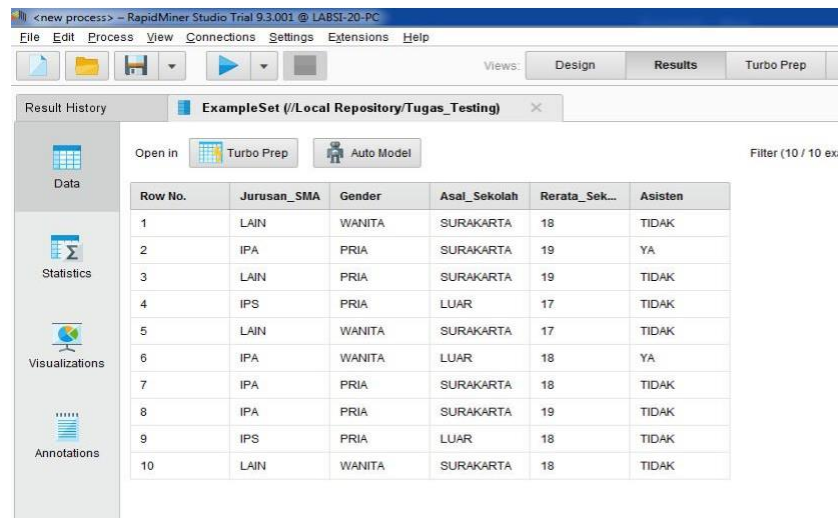 <new process> – RapidMiner Studio Trial 9.3.001 @ LABSI-20-PC
File Edit Process View Connections Settings Extensions Help
Views: Design Results Turbo Prep
Result History ExampleSet (//Local Repository/Tugas_Testing)
Data
Statistics
Visualizations
Annotations
Open in Turbo Prep Auto Model Filter (10 / 10 exa
Row No. Jurusan_SMA Gender Asal_Sekolah Rerata_Sek... Asisten
1 LAIN WANITA SURAKARTA 18 TIDAK
2 IPA PRIA SURAKARTA 19 YA
3 LAIN PRIA SURAKARTA 19 TIDAK
4 IPS PRIA LUAR 17 TIDAK
5 LAIN WANITA SURAKARTA 17 TIDAK
6 IPA WANITA LUAR 18 YA
7 IPA PRIA SURAKARTA 18 TIDAK
8 IPA PRIA SURAKARTA 19 TIDAK
9 IPS PRIA LUAR 18 TIDAK
10 LAIN WANITA SURAKARTA 18 TIDAK